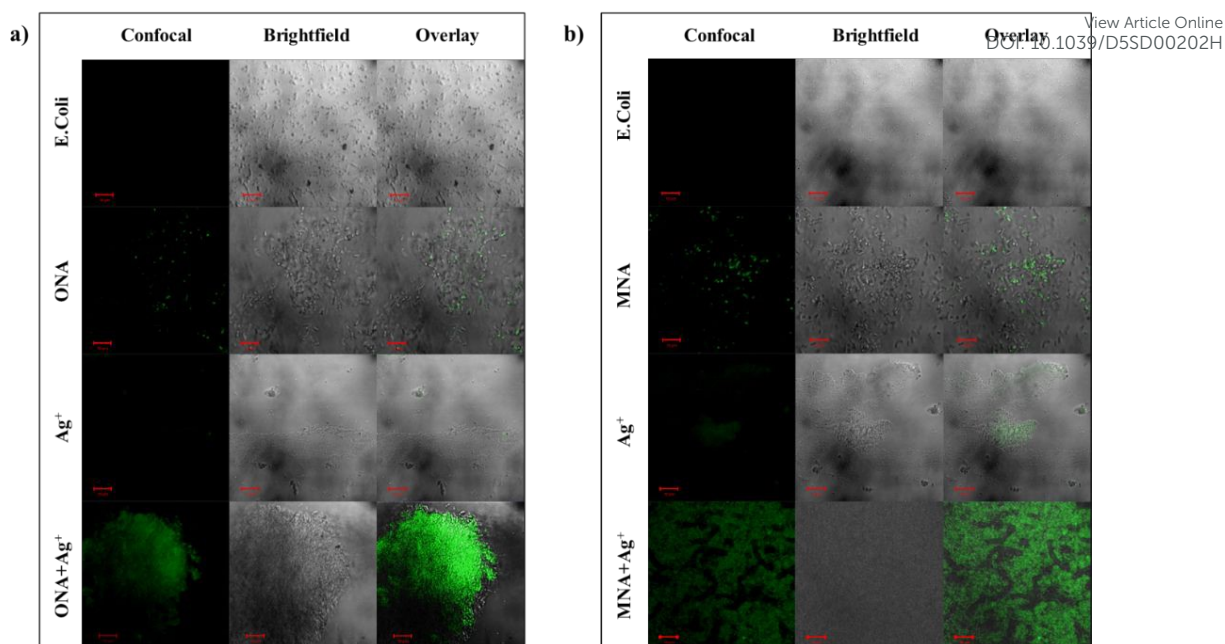 View Article Online
DOI: 10.1039/D5SD00202H
a)
Confocal Brightfield Overlay
E.Coli
ONA
Ag⁺
ONA+Ag⁺
b)
Confocal Brightfield Overlay
E.Coli
MNA
Ag⁺
MNA+Ag⁺